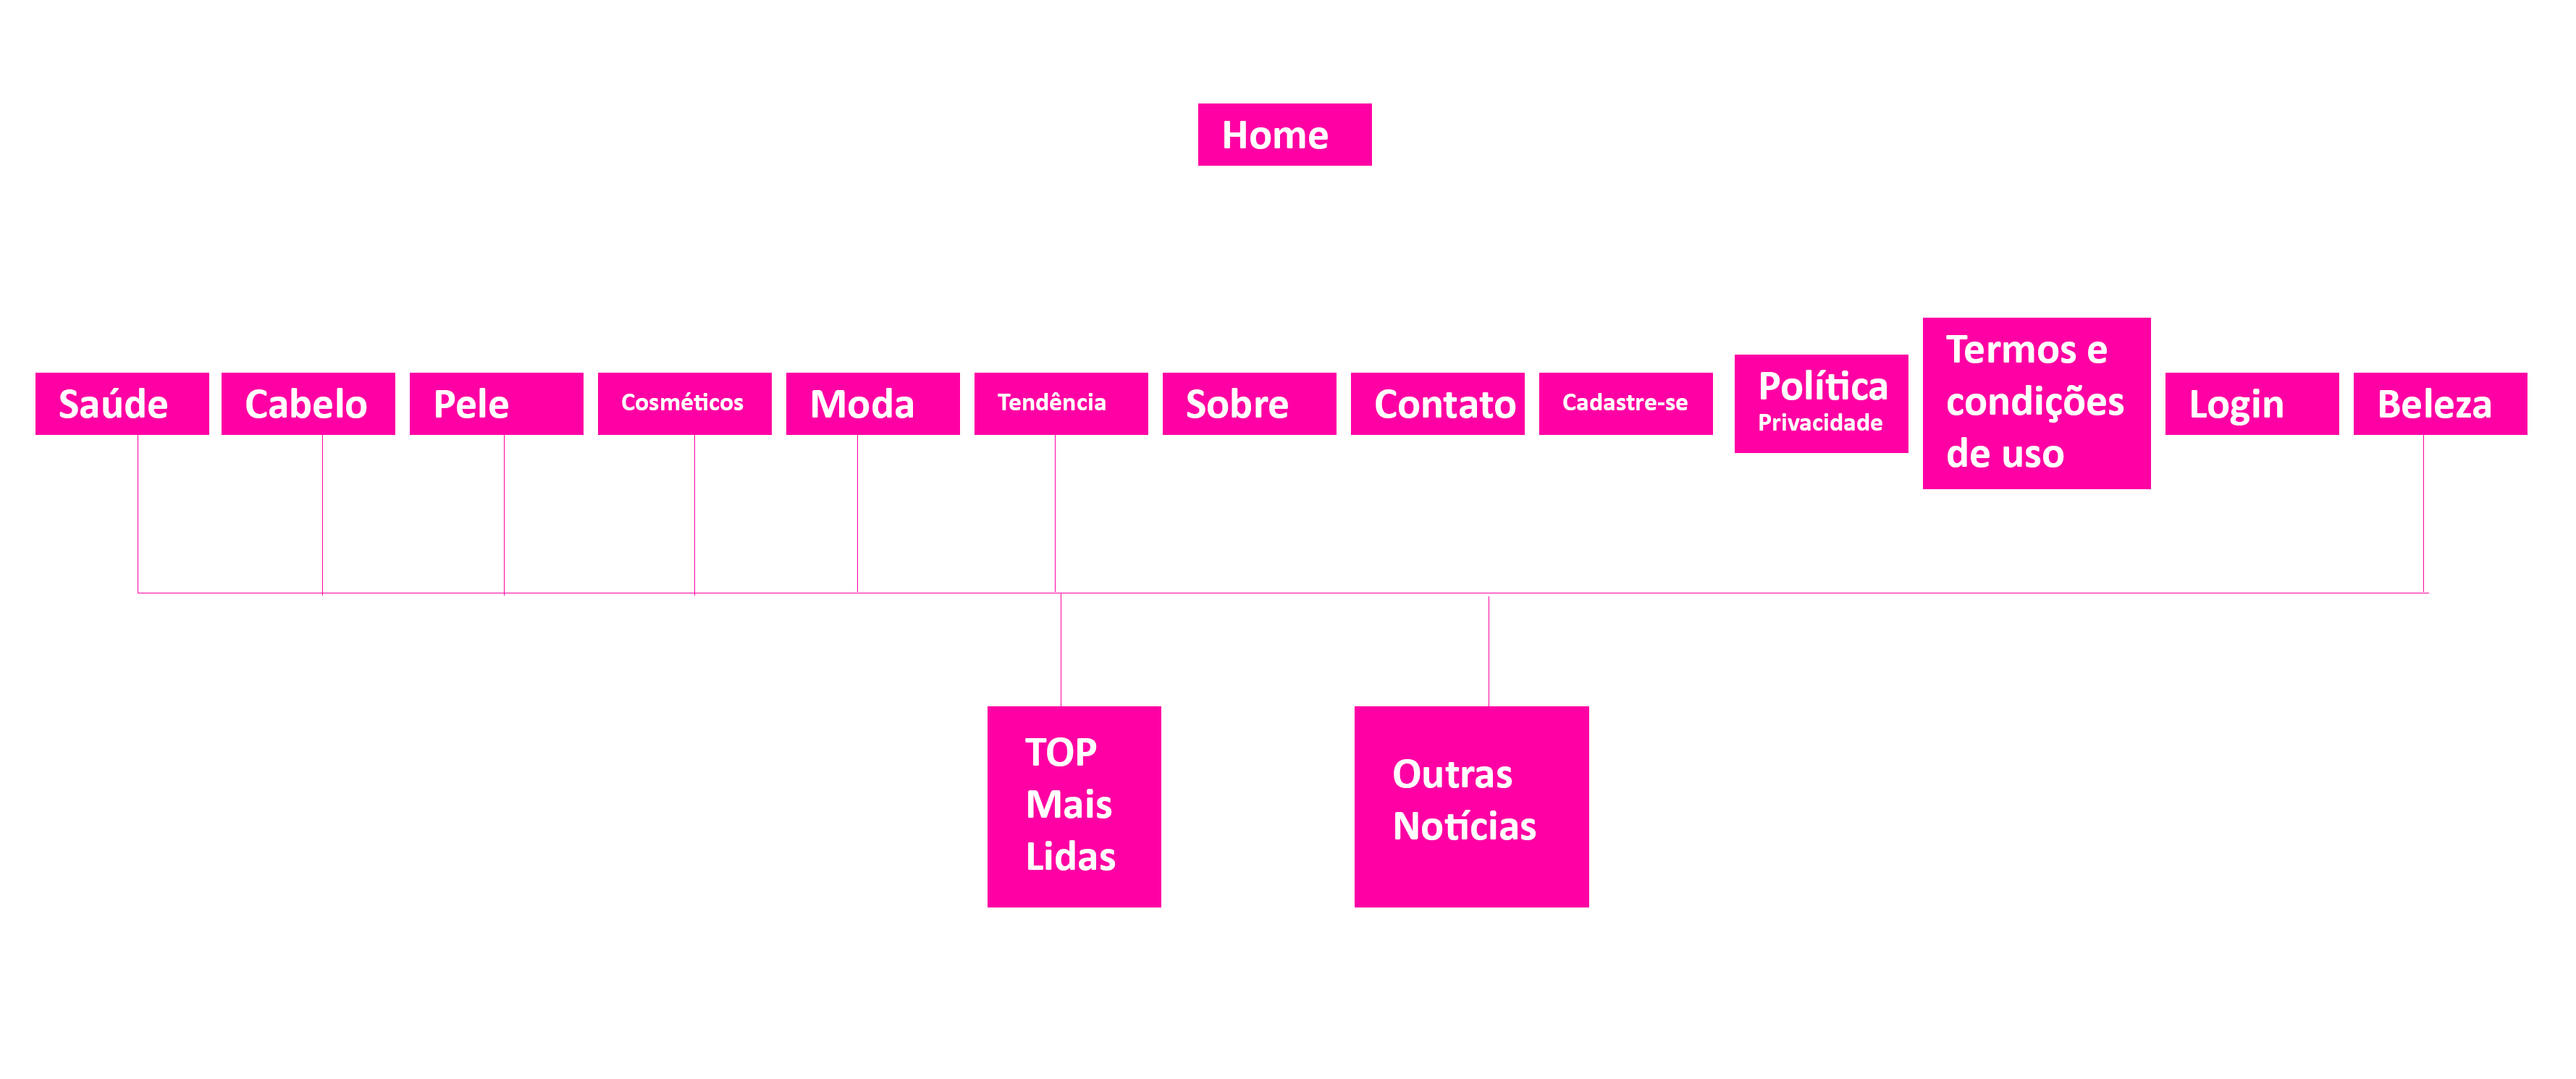 Home
Saúde
Cabelo
Pele
Cosméticos
Moda
Tendência
Sobre
Contato
Cadastre-se
Política
Privacidade
Termos e
condições
de uso
Login
Beleza
TOP
Mais
Lidas
Outras
Notícias